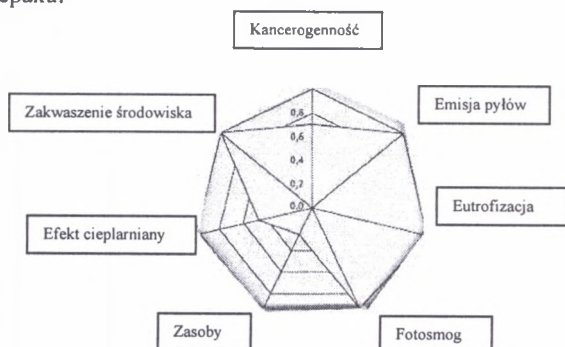 Kancerogenność
Zakwaszenie środowiska
Emisja pyłów
0,8
0,6
0,4
0,2
0,0
Eutrofizacja
Efekt cieplarniany
Zasoby
Fotosmog